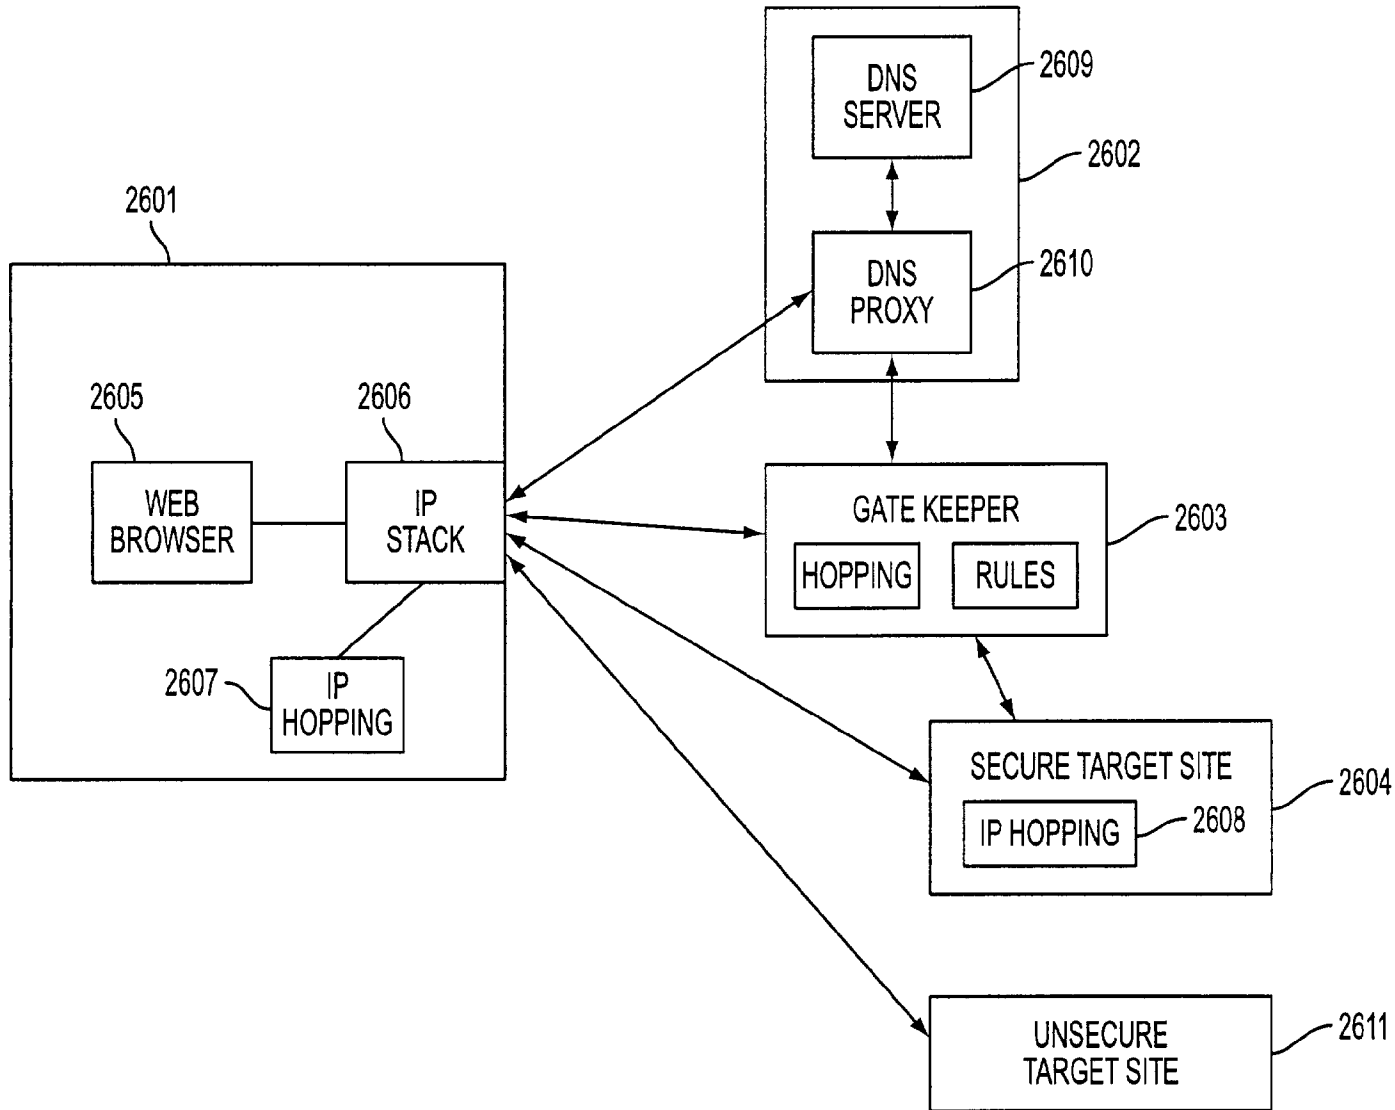 2601
2605
WEB
BROWSER
2606
IP
STACK
2607
IP
HOPPING
DNS
SERVER
2609
2602
DNS
PROXY
2610
GATE KEEPER
HOPPING
RULES
2603
SECURE TARGET SITE
IP HOPPING
2608
2604
UNSECURE
TARGET SITE
2611